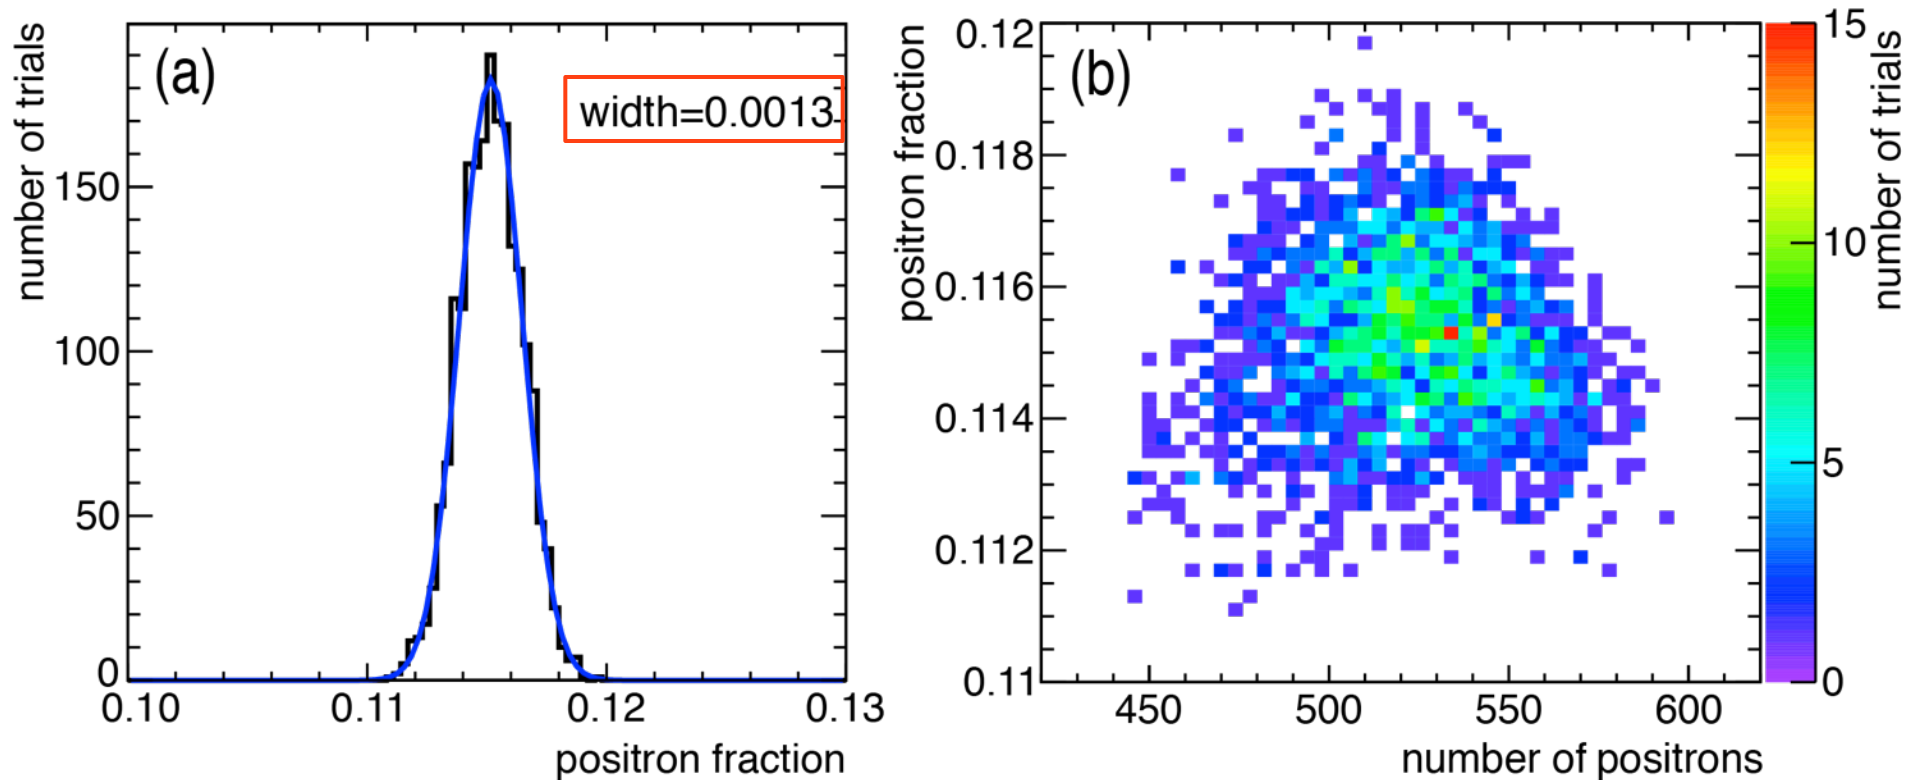 (a)
width=0.0013
number of trials
150
100
50
0
0.10
0.11
0.12
0.13
positron fraction
(b)
positron fraction
0.12
0.118
0.116
0.114
0.112
0.11
450
500
550
600
number of positrons
15
10
5
0
number of trials